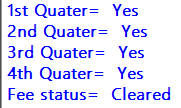 1st Quater= Yes
2nd Quater= Yes
3rd Quater= Yes
4th Quater= Yes
Fee status= Cleared